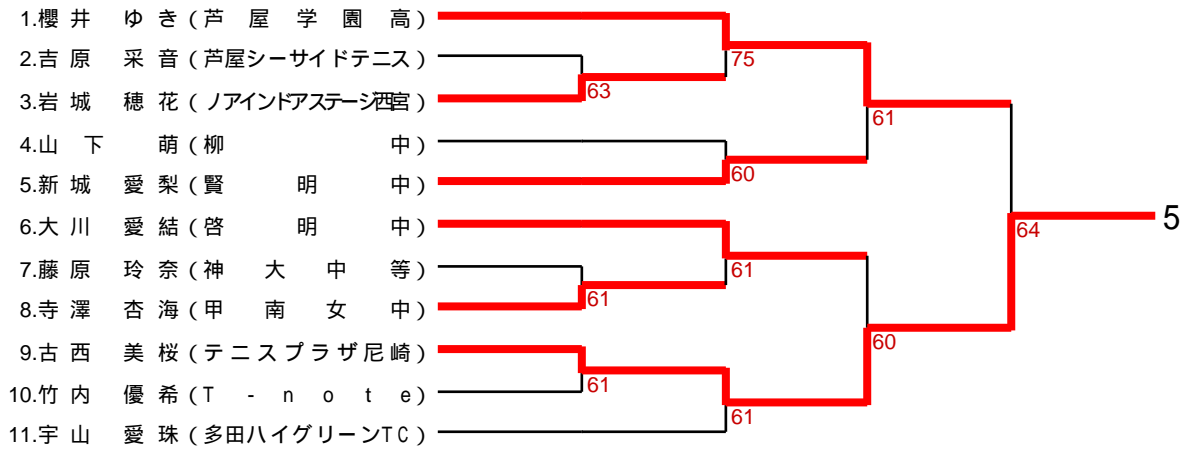 1.櫻井 ゆき(芦屋学園高)
2.吉原 采音(芦屋シーサイドテニス)
3.岩城 穂花(ノアインドアステージ西宮)
4.山下 萌(柳中)
5.新城 愛梨(賢明中)
6.大川 愛結(啓明中)
7.藤原 玲奈(神大中等)
8.寺澤 杏海(甲南女中)
9.古西 美桜(テニスプラザ尼崎)
10.竹内 優希(T-note)
11.宇山 愛珠(多田ハイグリーンTC)
63
61
61
75
60
61
61
61
60
64
5